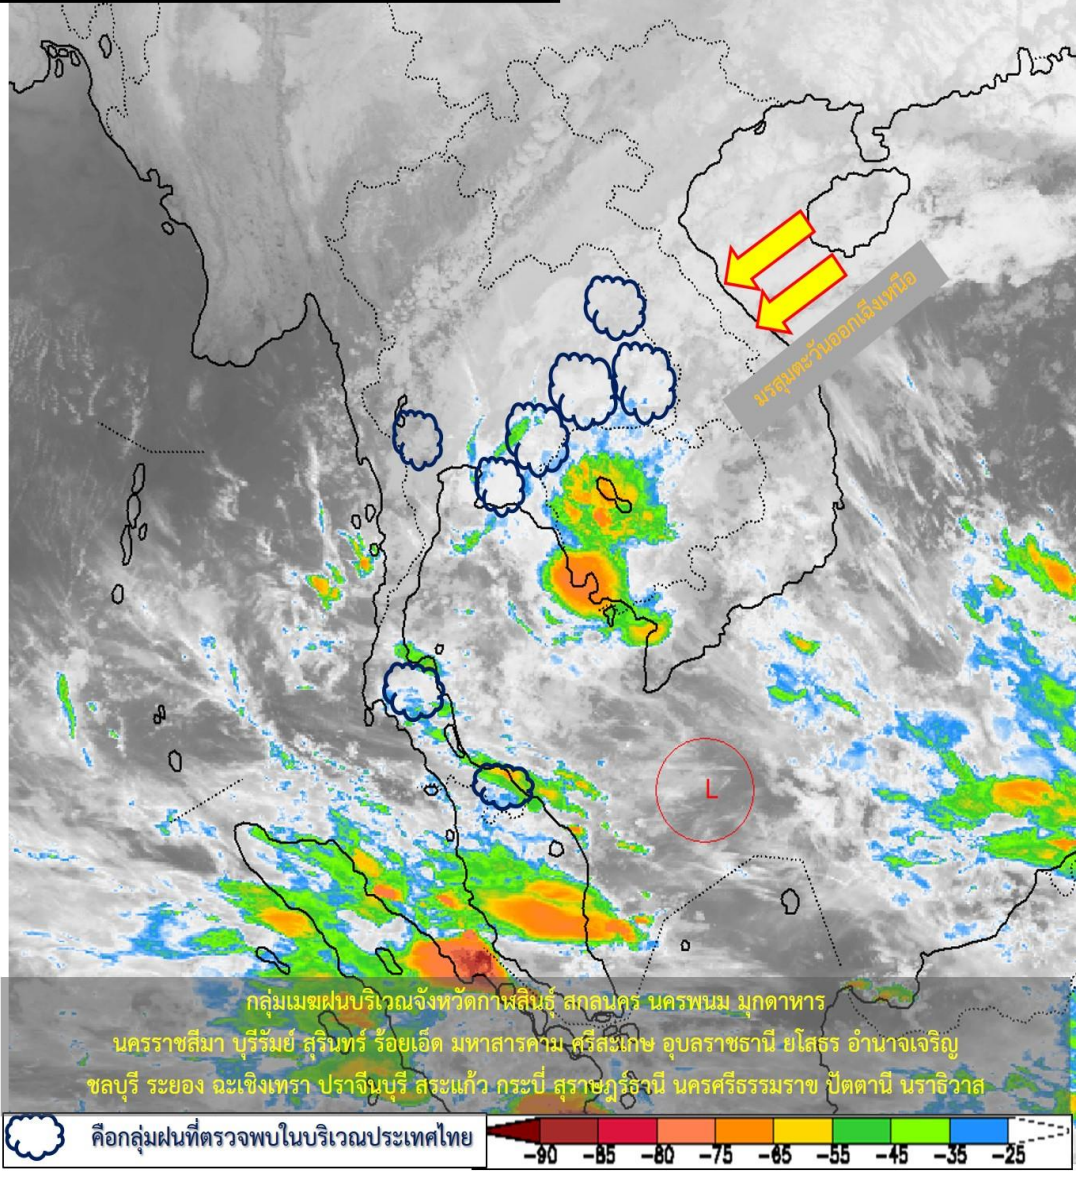 มรสุมตะวันออกเฉียงเหนือ
L
กลุ่มเมฆฝนบริเวณจังหวัดกาฬสินธุ์ สกลนคร นครพนม มุกดาหาร
นครราชสีมา บุรีรัมย์ สุรินทร์ ร้อยเอ็ด มหาสารคาม ศรีสะเกษ อุบลราชธานี ยโสธร อำนาจเจริญ
ชลบุรี ระยอง ฉะเชิงเทรา ปราจีนบุรี สระแก้ว กระบี่ สุราษฎร์ธานี นครศรีธรรมราช ปัตตานี นราธิวาส
คือกลุ่มฝนที่ตรวจพบในบริเวณประเทศไทย
-90 -85 -80 -75 -65 -55 -45 -35 -25